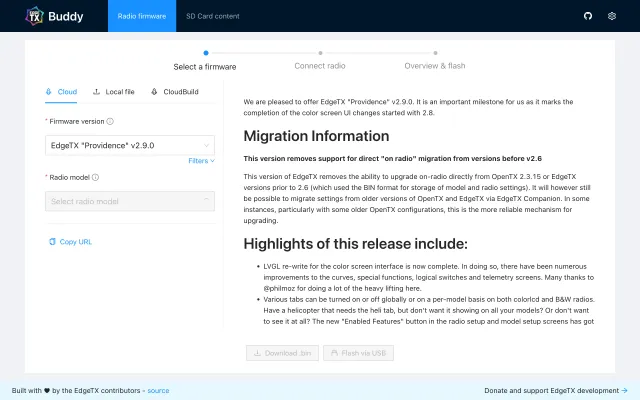 EDGE TX Buddy Radio firmware SD Card content
Select a firmware Connect radio Overview & flash
Cloud Local file CloudBuild
* Firmware version
EdgeTX "Providence" v2.9.0
Filters
* Radio model
Select radio model
Copy URL
We are pleased to offer EdgeTX "Providence" v2.9.0. It is an important milestone for us as it marks the
completion of the color screen UI changes started with 2.8.
Migration Information
This version removes support for direct "on radio" migration from versions before v2.6
This version of EdgeTX removes the ability to upgrade on-radio directly from OpenTX 2.3.15 or EdgeTX
versions prior to 2.6 (which used the BIN format for storage of model and radio settings). It will however still
be possible to migrate settings from older versions of OpenTX and EdgeTX via EdgeTX Companion. In some
instances, particularly with some older OpenTX configurations, this is the more reliable mechanism for
upgrading.
Highlights of this release include:
• LVGL re-write for the color screen interface is now complete. In doing so, there have been numerous
improvements to the curves, special functions, logical switches and telemetry screens. Many thanks to
@philmoz for doing a lot of the heavy lifting here.
• Various tabs can be turned on or off globally or on a per-model basis on both colorlcd and B&W radios.
Have a helicopter that needs the heli tab, but don't want it showing on all your models? Or don't want
to see it at all? The new "Enabled Features" button in the radio setup and model setup screens has got
Download .bin Flash via USB
Built with ♥ by the EdgeTX contributors - source
Donate and support EdgeTX development →